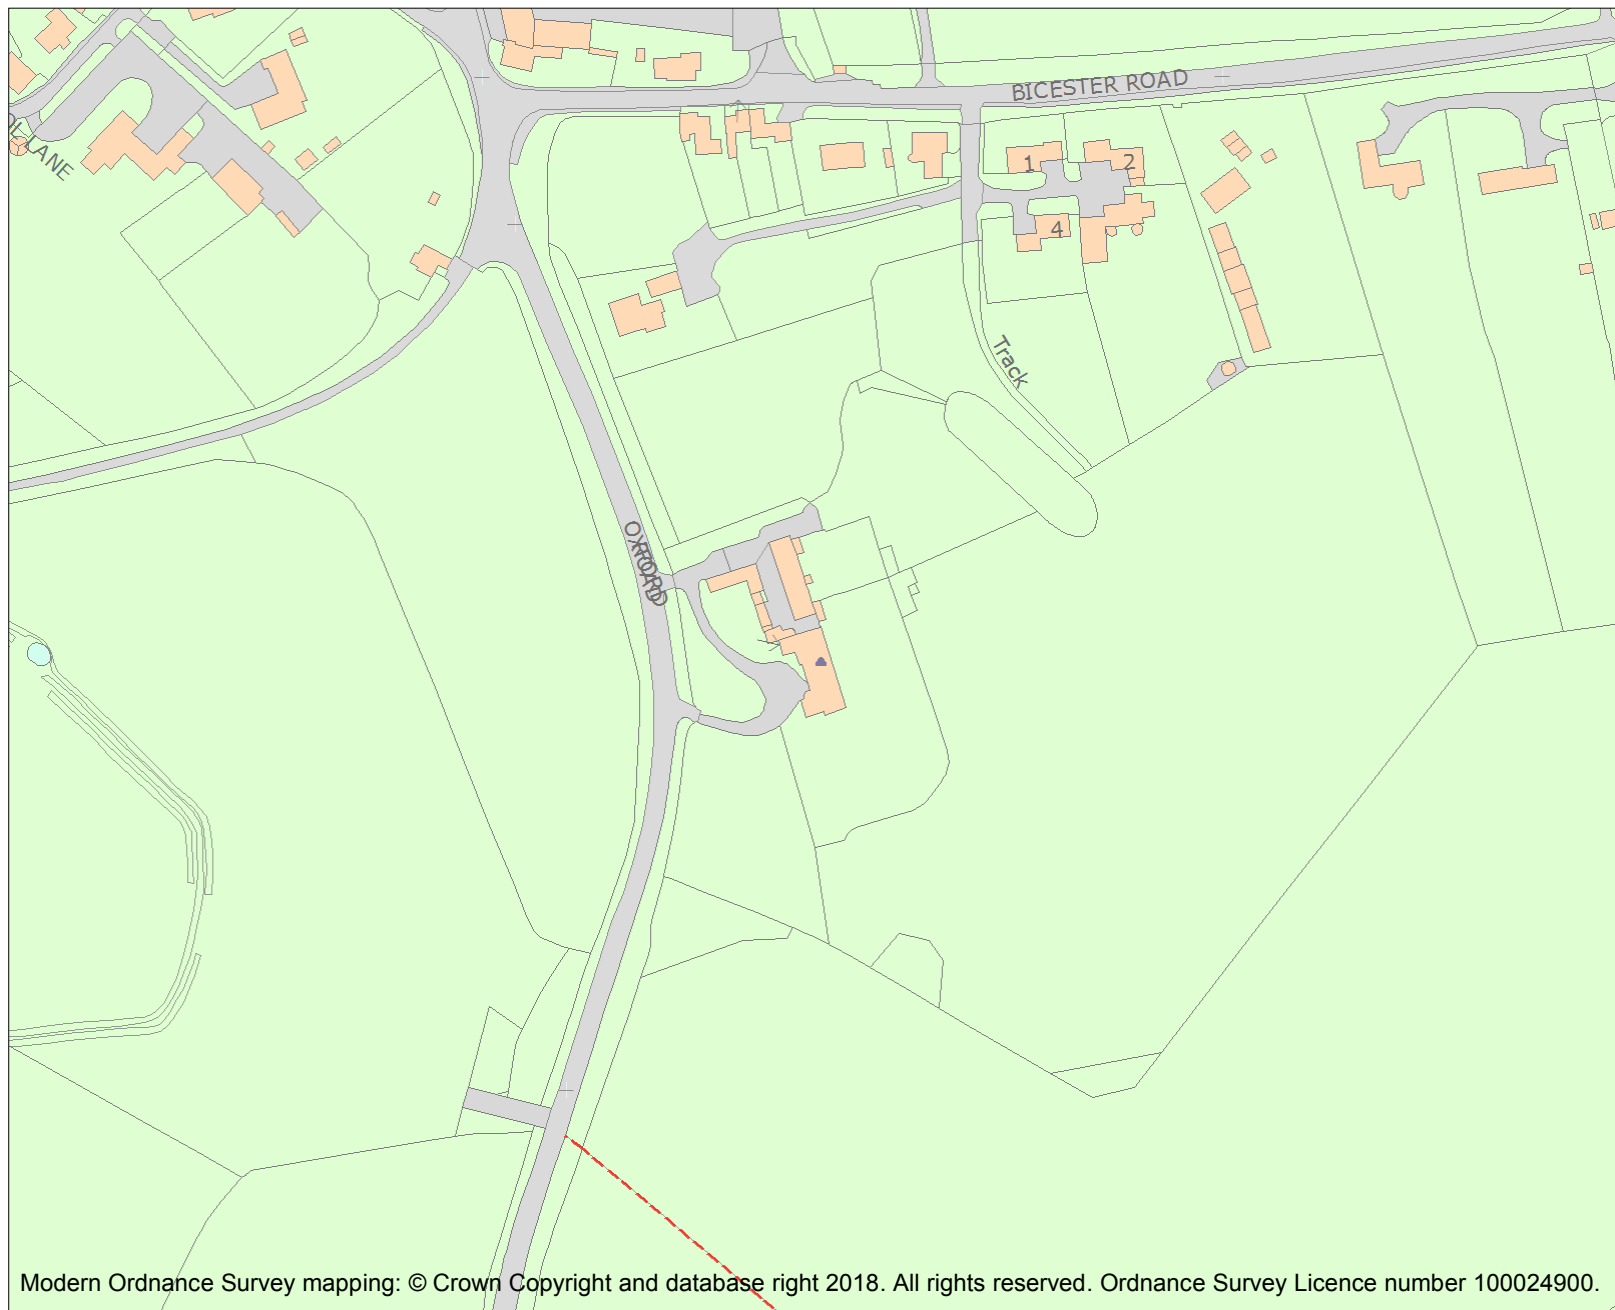 BICESTER ROAD
LANE
1
2
4
Track
OXFORD
ROAD
Modern Ordnance Survey mapping: © Crown Copyright and database right 2018. All rights reserved. Ordnance Survey Licence number 100024900.